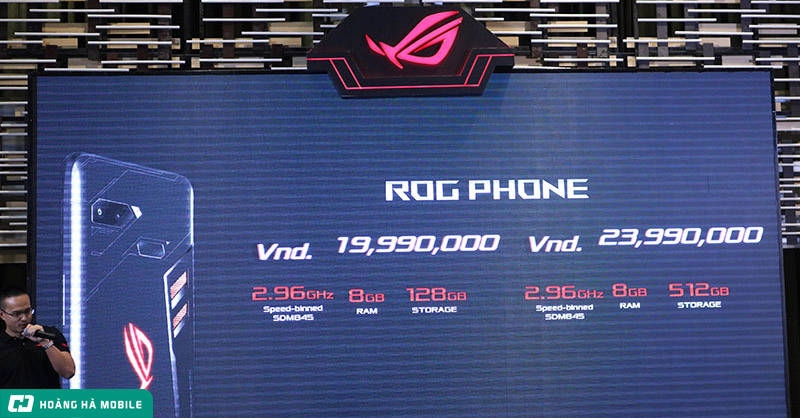 ROG PHONE
Vnd. 19,990,000
2.96GHz 8GB 128GB
Speed-binned RAM STORAGE
SDM845
Vnd. 23,990,000
2.96GHz 8GB 512GB
Speed-binned RAM STORAGE
SDM845
HOÀNG HÀ MOBILE